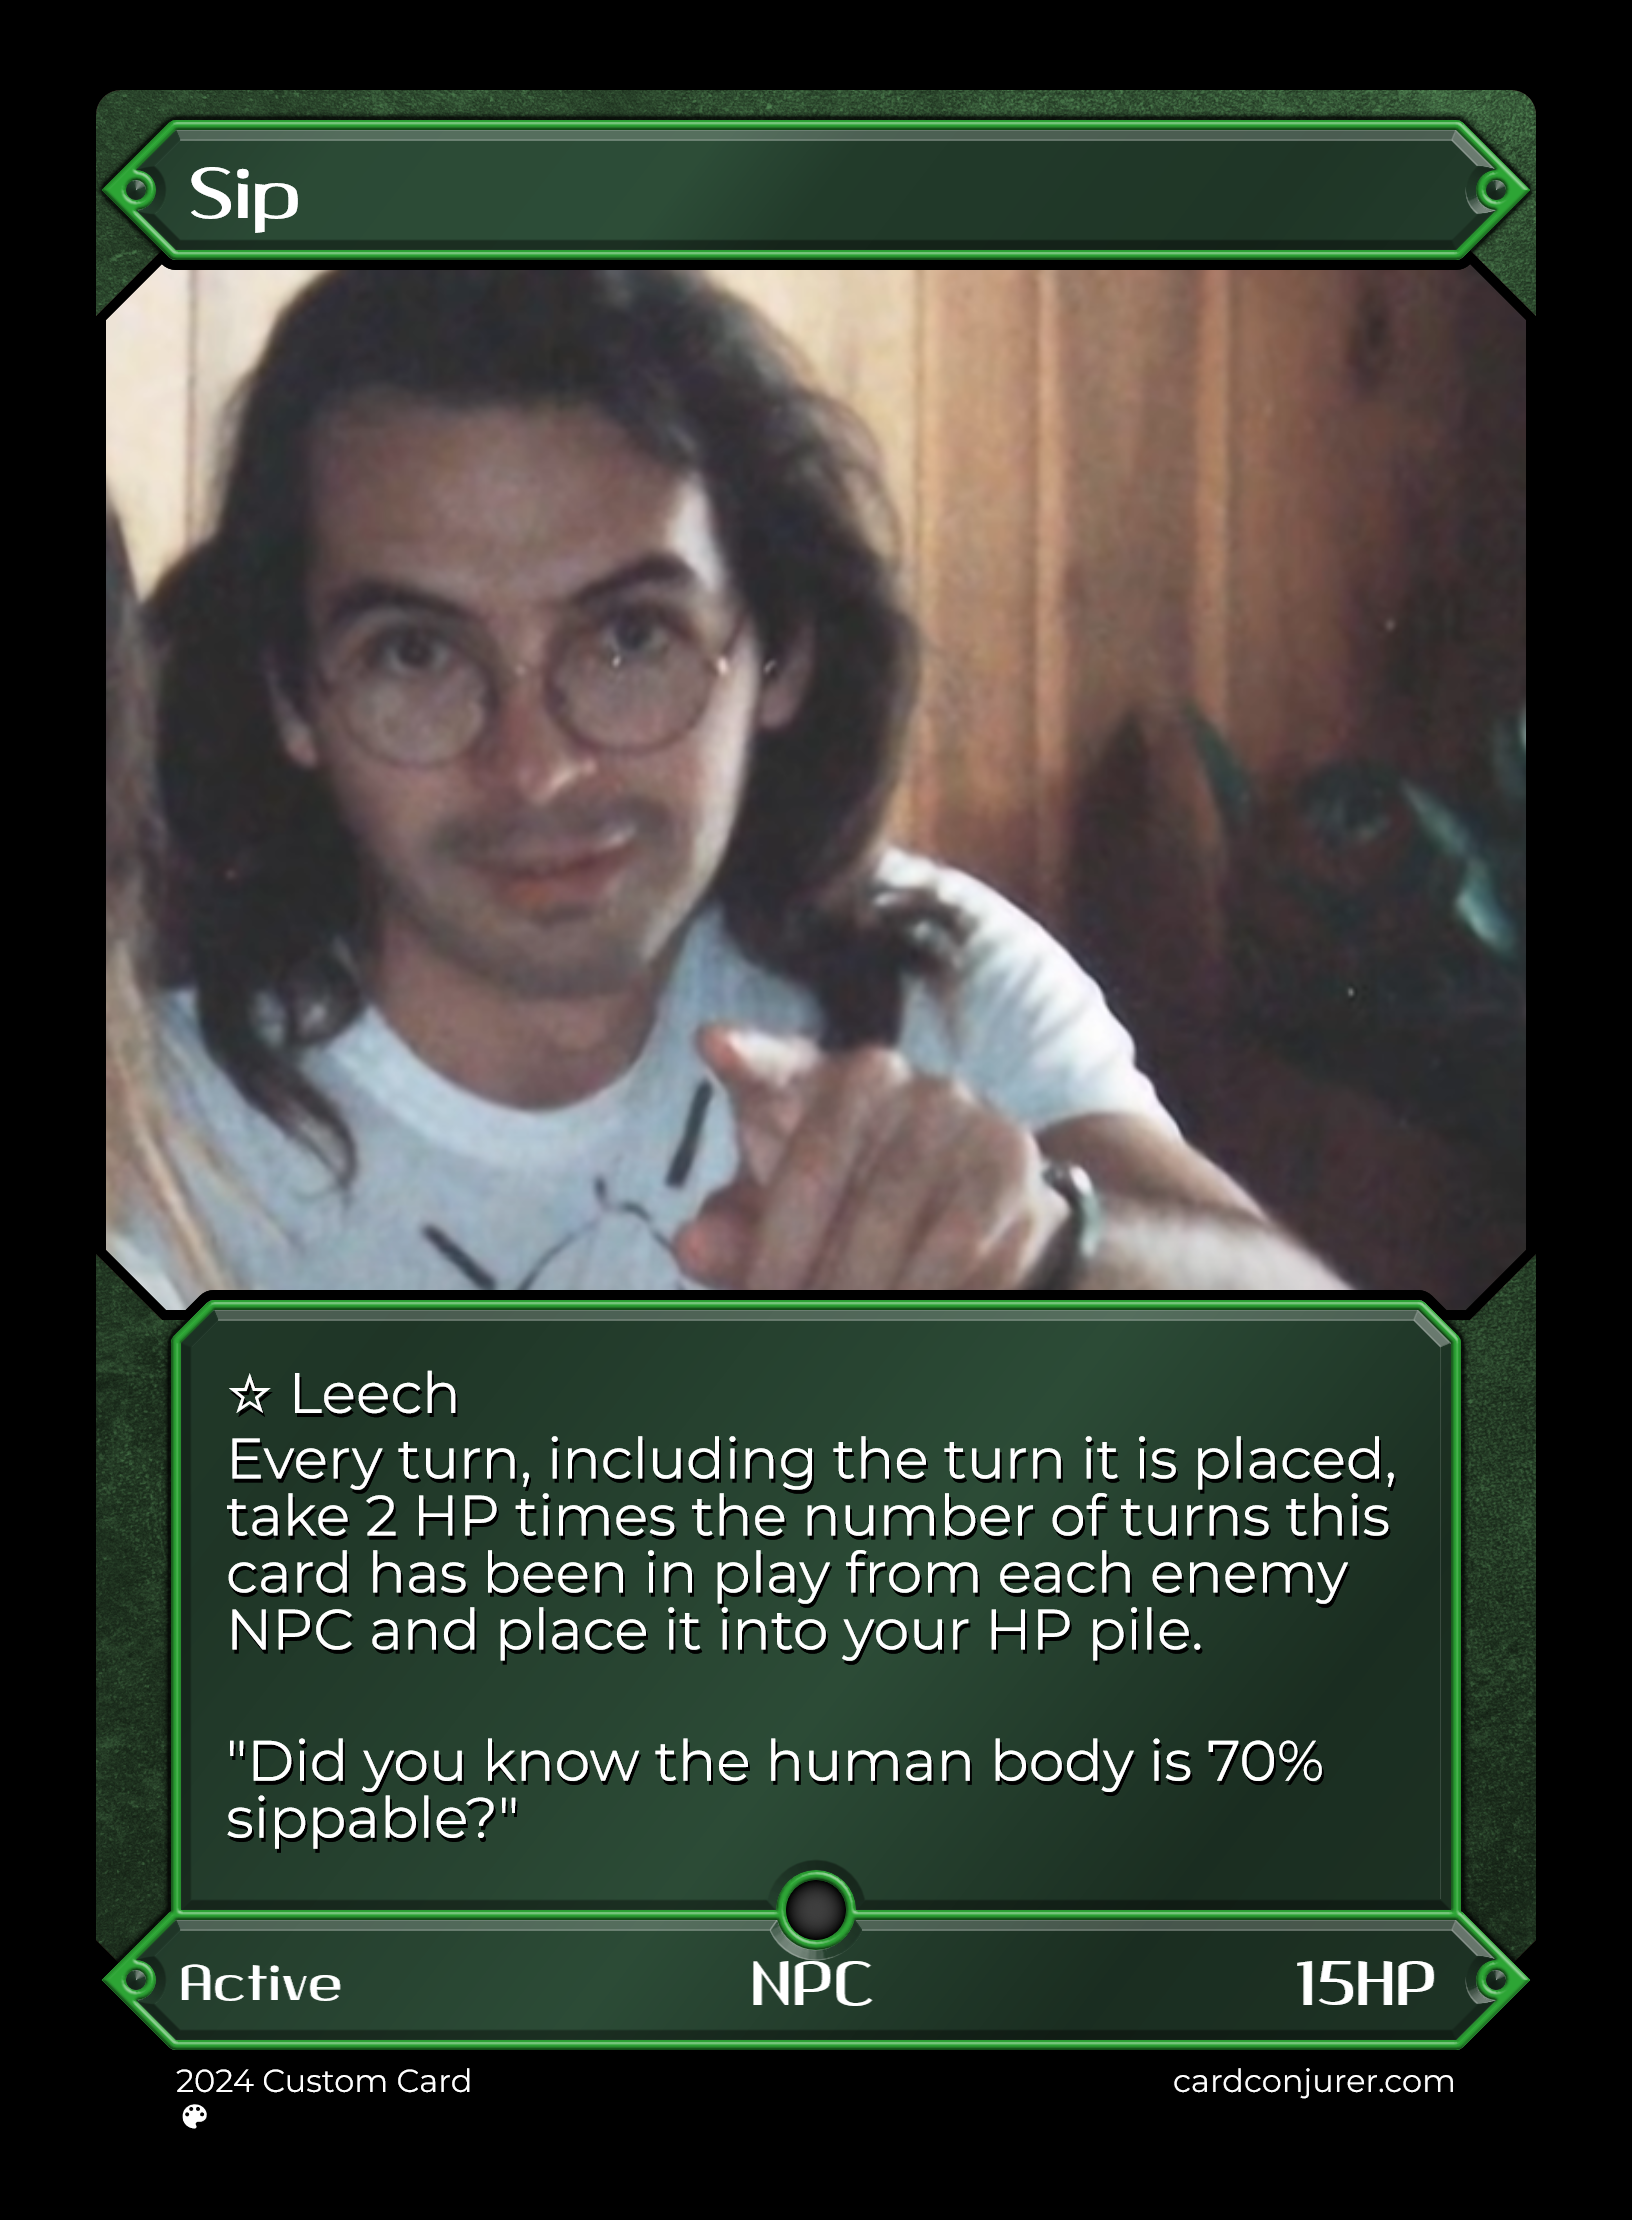 Sip
☆ Leech
Every turn, including the turn it is placed,
take 2 HP times the number of turns this
card has been in play from each enemy
NPC and place it into your HP pile.
"Did you know the human body is 70%
sippable?"
Active
NPC
15HP
2024 Custom Card
cardconjurer.com